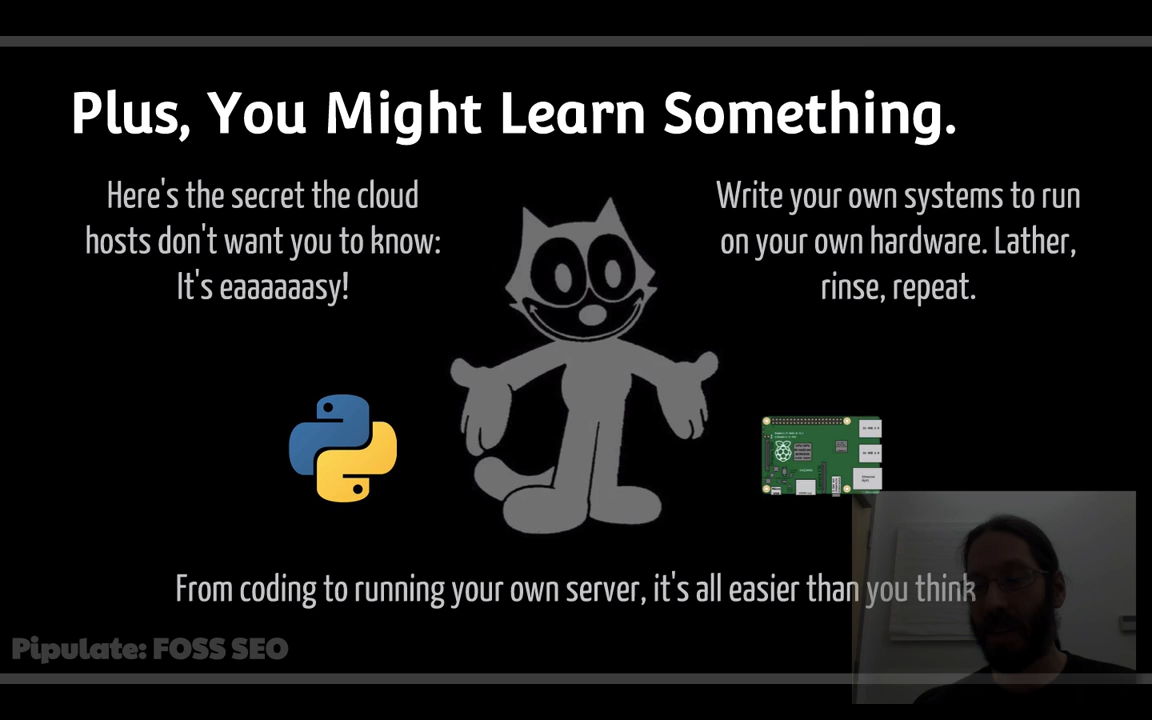 Plus, You Might Learn Something.
Here's the secret the cloud
hosts don't want you to know:
It's eaaaaaasy!
Write your own systems to run
on your own hardware. Lather,
rinse, repeat.
From coding to running your own server, it's all easier than you think
Pipulate: FOSS SEO